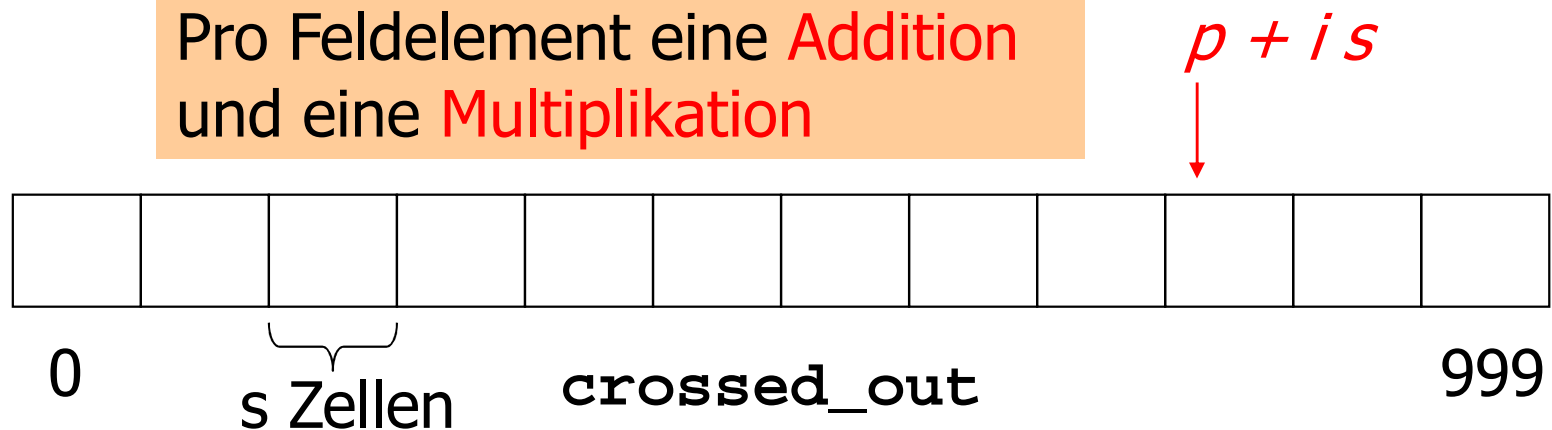 Pro Feldelement eine Addition
und eine Multiplikation
p + i s
0
s Zellen
crossed_out
999